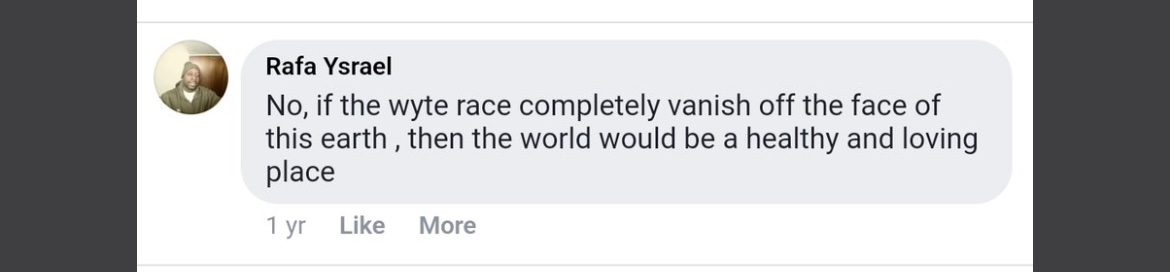 Rafa Ysrael
No, if the wyte race completely vanish off the face of
this earth , then the world would be a healthy and loving
place
1 yr Like More